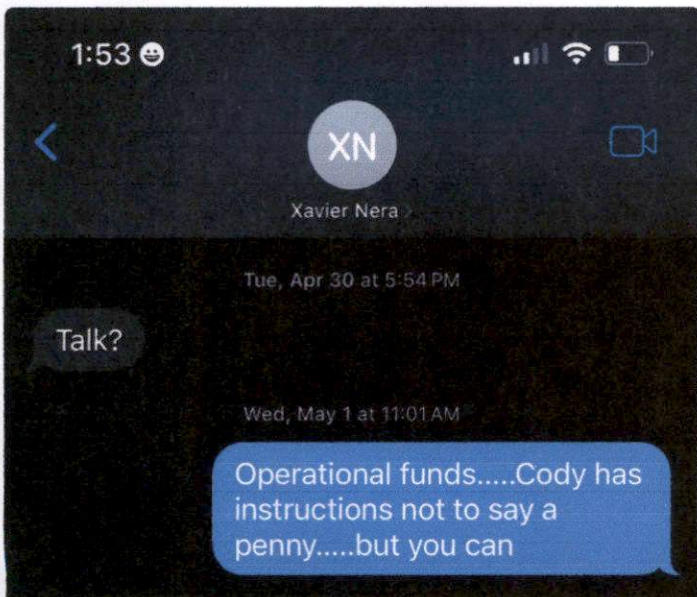 1:53
XN
Xavier Nera
Tue, Apr 30 at 5:54 PM
Talk?
Wed, May 1 at 11:01 AM
Operational funds.....Cody has
instructions not to say a
penny.....but you can